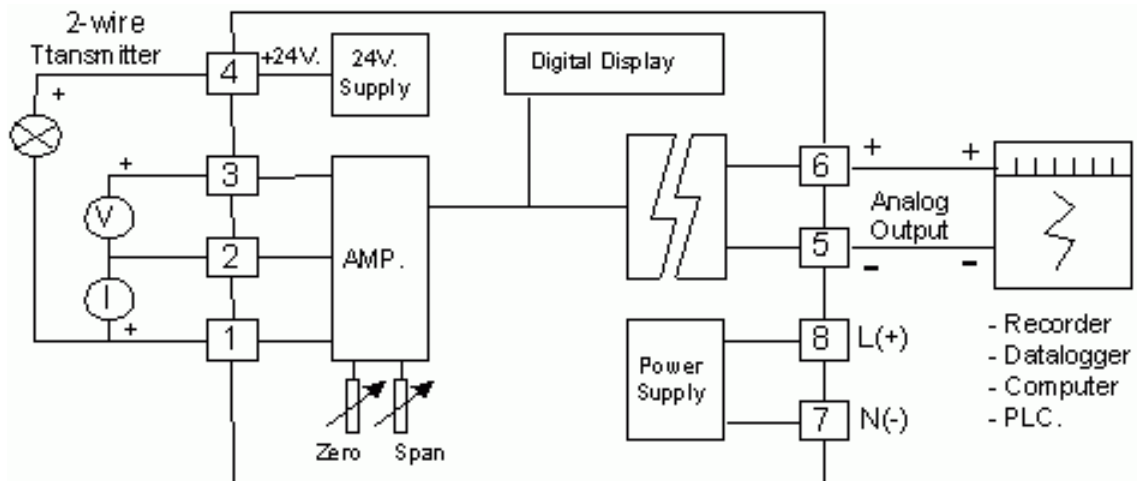 2-wire
Ttansmitter
+
4
+24V.
24V.
Supply
Digital Display
+
3
V
2
I
+
1
AMP.
Zero
Span
6
+
+
Analog
Output
5
-
-
Power
Supply
8
L(+)
7
N(-)
- Recorder
- Datalogger
- Computer
- PLC.